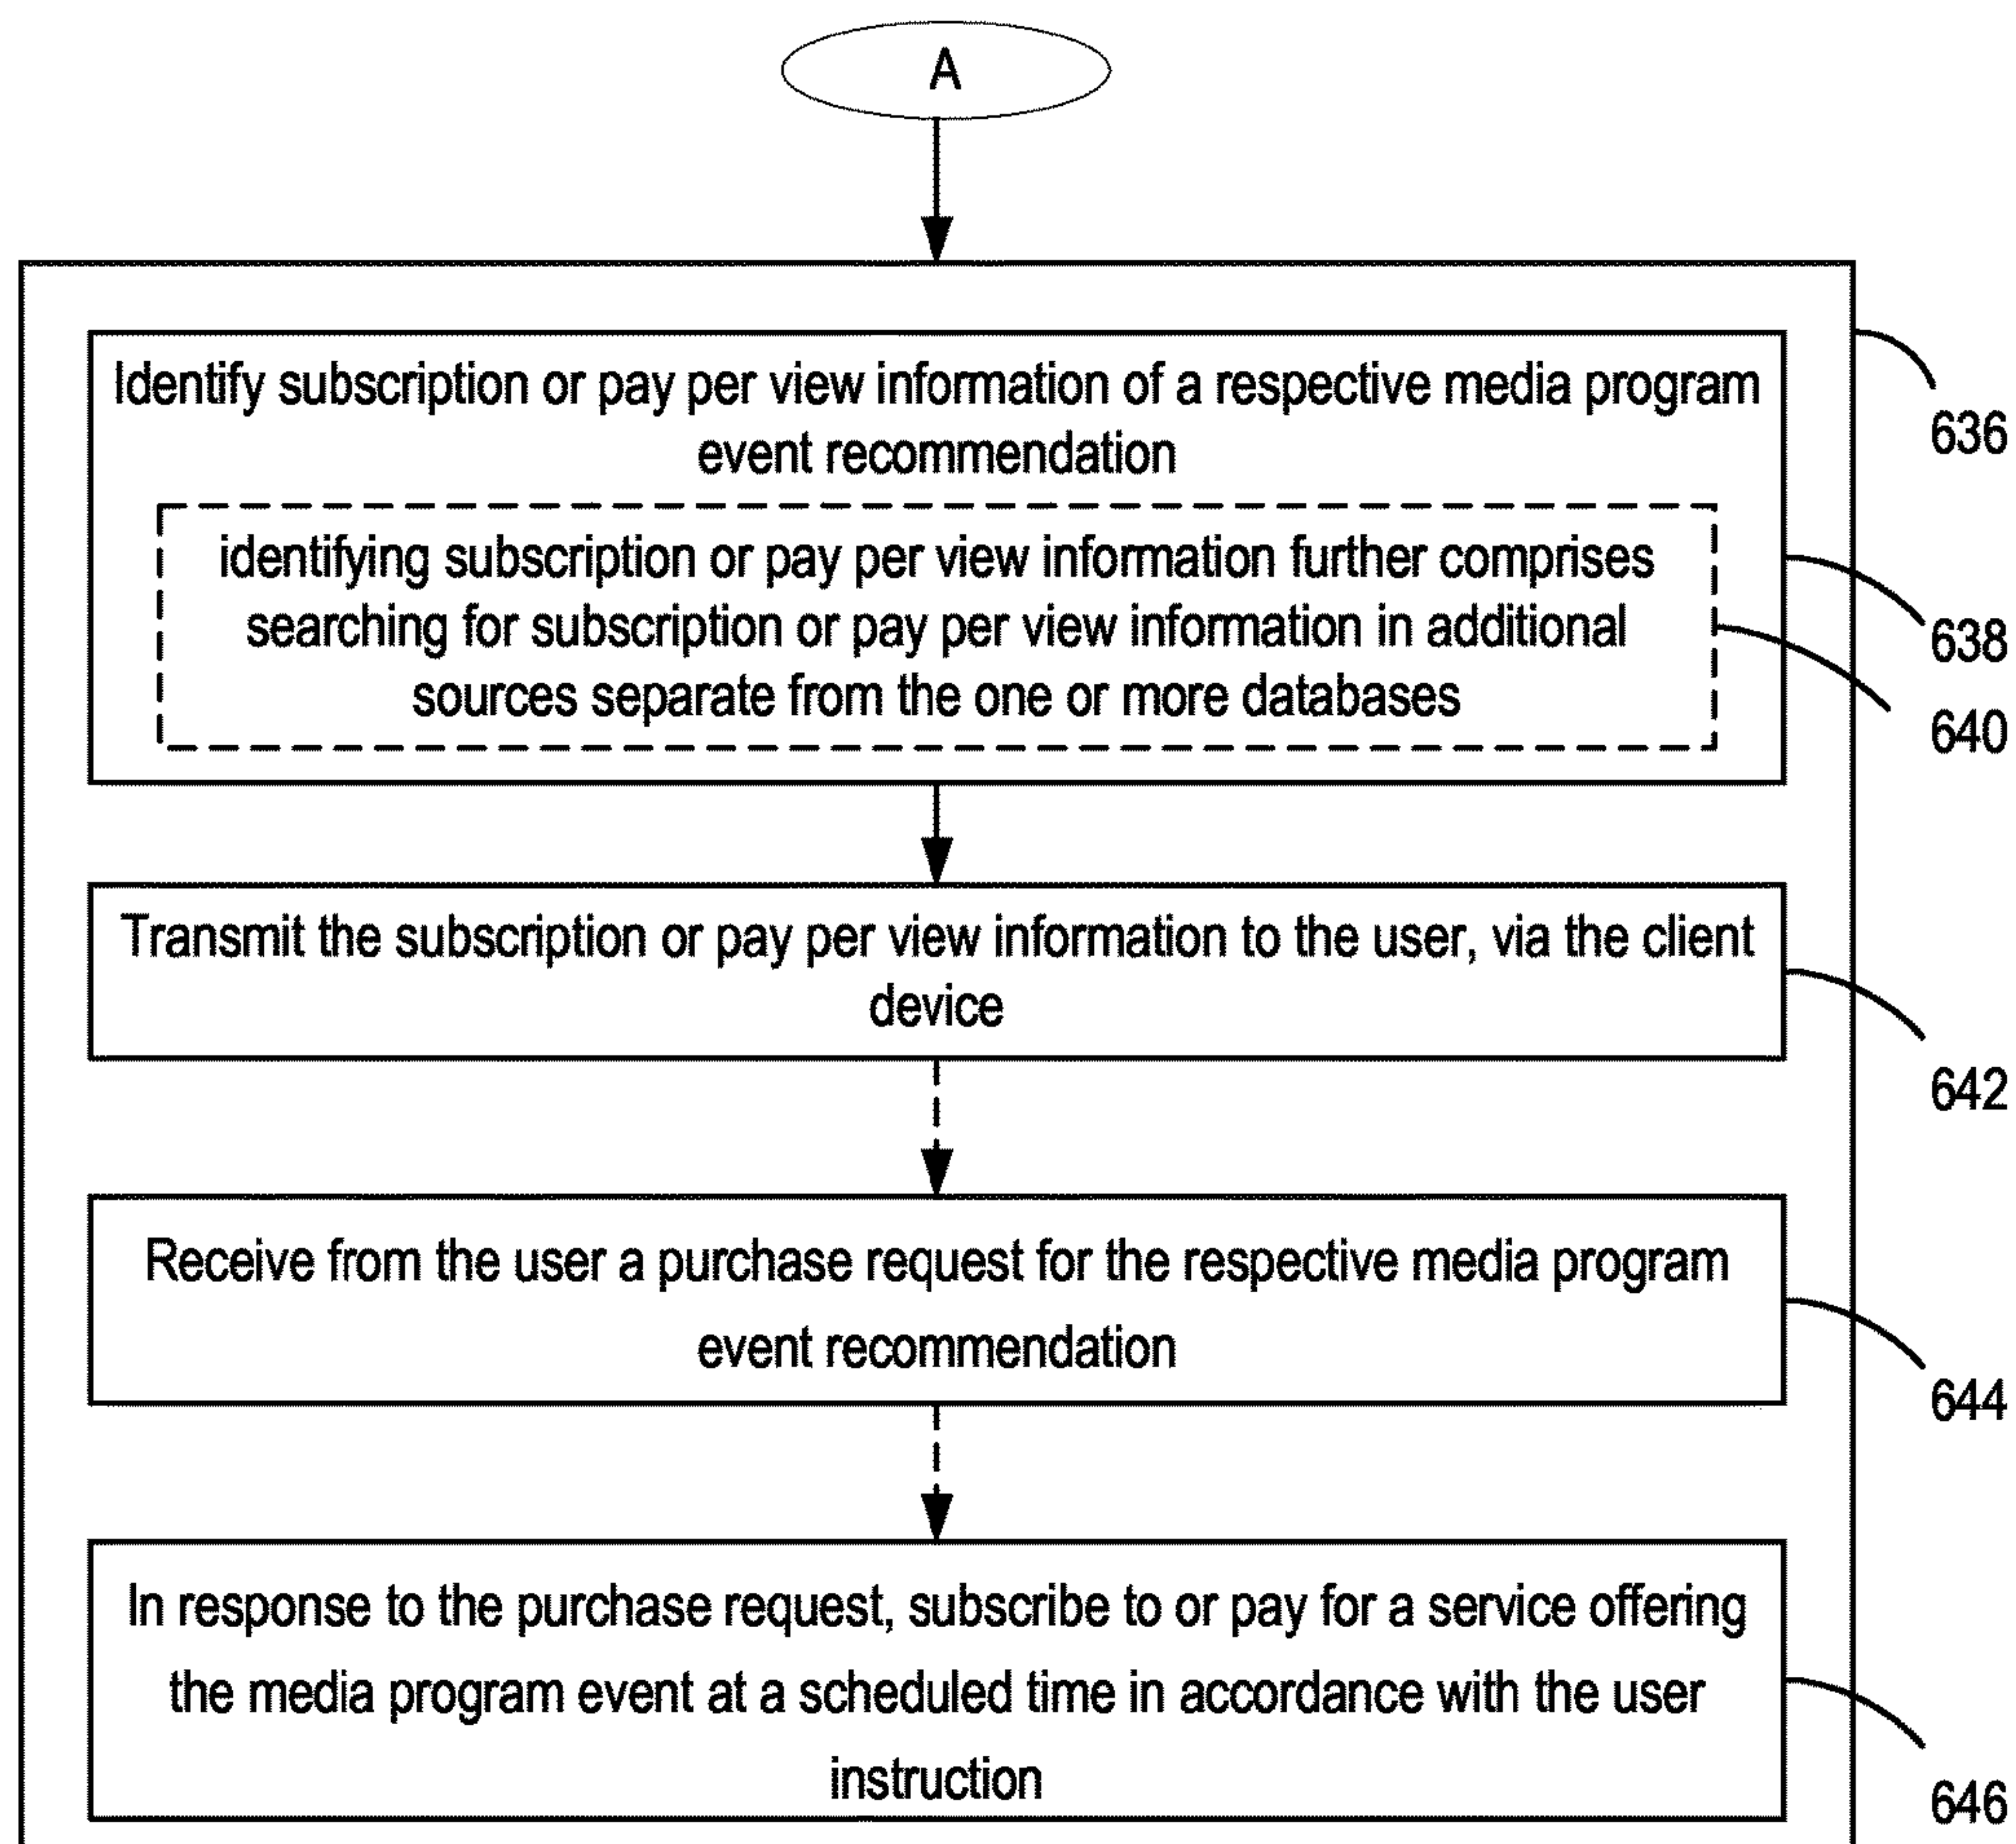 A
Identify subscription or pay per view information of a respective media program
event recommendation
636
identifying subscription or pay per view information further comprises
searching for subscription or pay per view information in additional
sources separate from the one or more databases
638
640
Transmit the subscription or pay per view information to the user, via the client
device
642
Receive from the user a purchase request for the respective media program
event recommendation
644
In response to the purchase request, subscribe to or pay for a service offering
the media program event at a scheduled time in accordance with the user
instruction
646